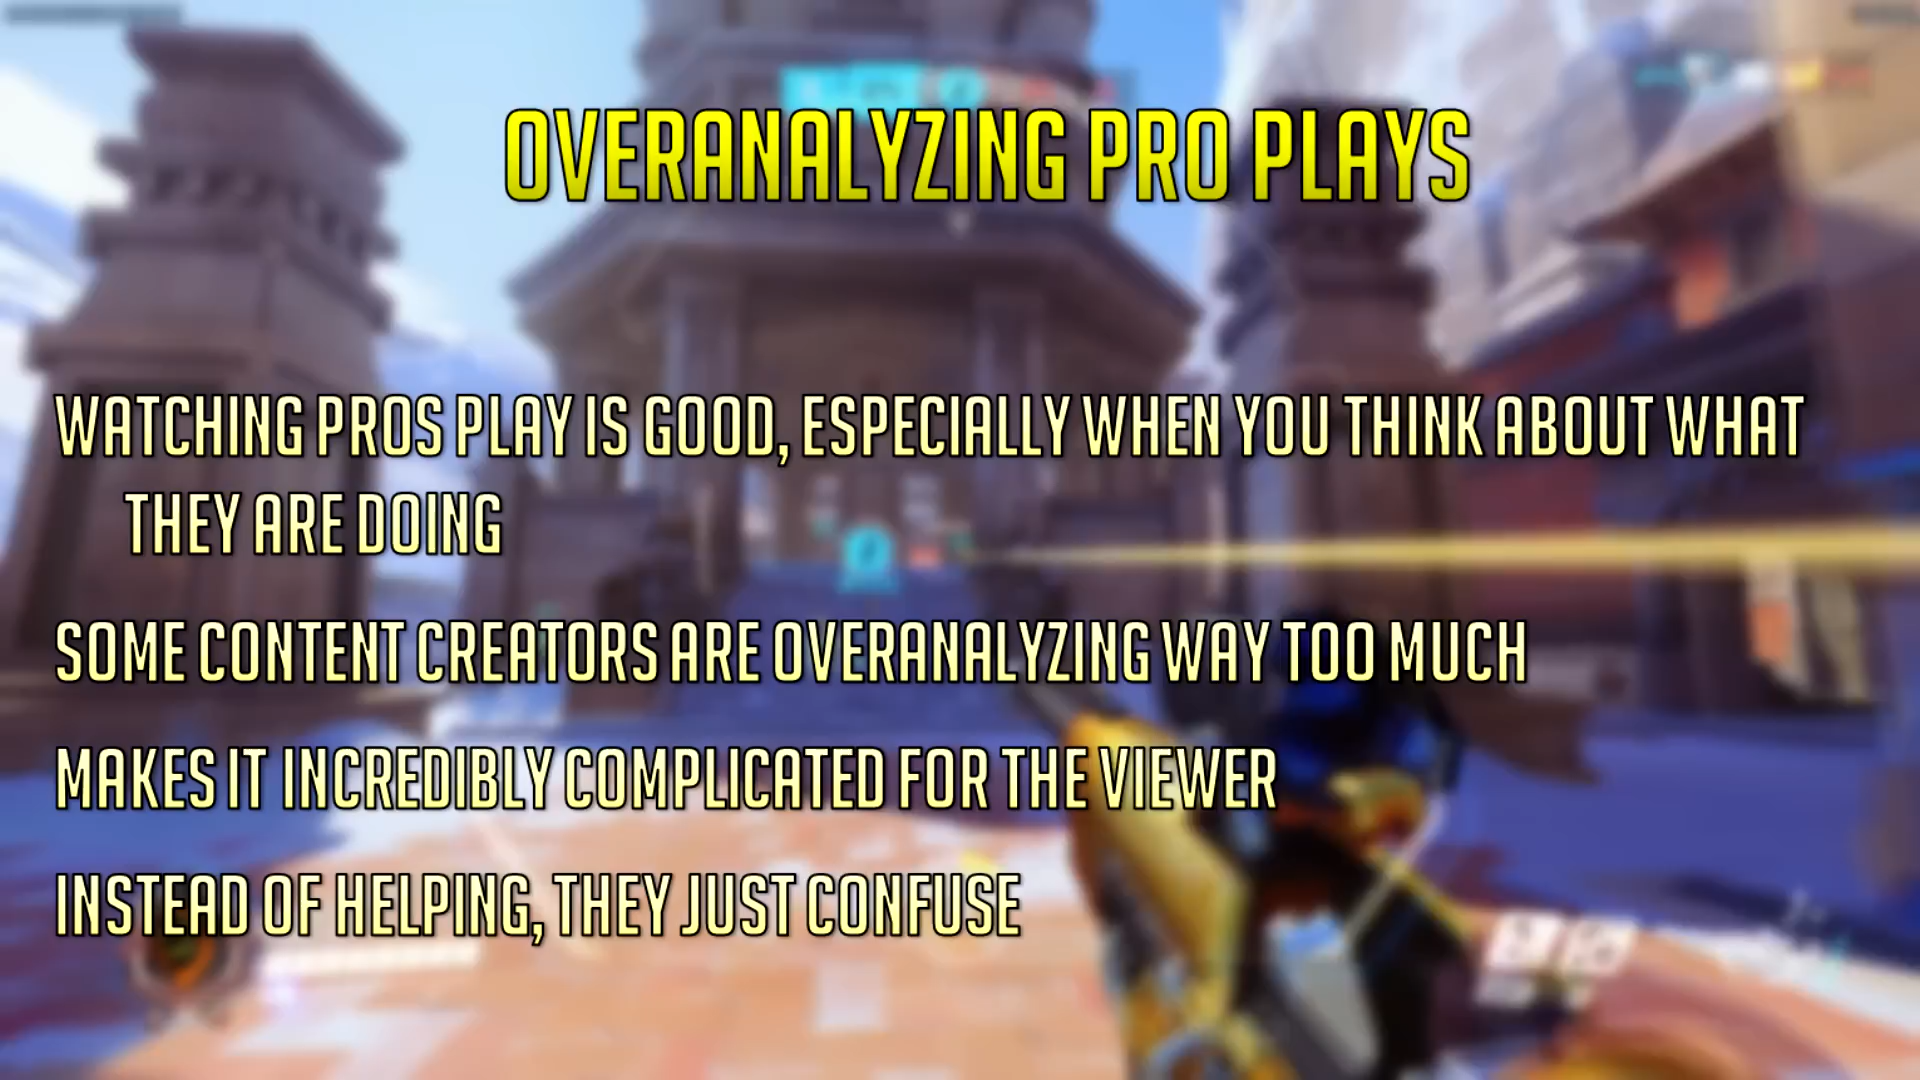 OVERANALYZING PRO PLAYS
WATCHING PROS PLAY IS GOOD, ESPECIALLY WHEN YOU THINK ABOUT WHAT
THEY ARE DOING
SOME CONTENT CREATORS ARE OVERANALYZING WAY TOO MUCH
MAKES IT INCREDIBLY COMPLICATED FOR THE VIEWER
INSTEAD OF HELPING, THEY JUST CONFUSE